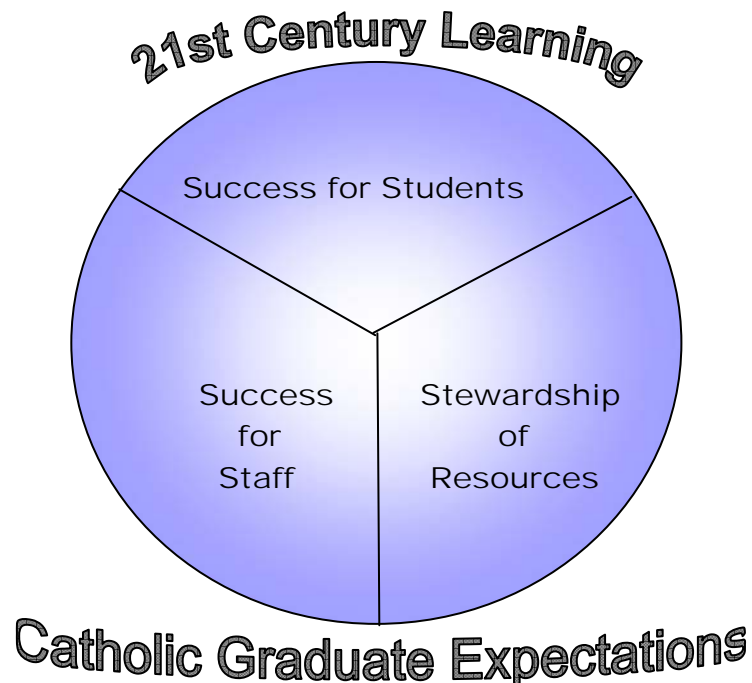 21st Century Learning
Success for Students
Success
for
Staff
Stewardship
of
Resources
Catholic Graduate Expectations